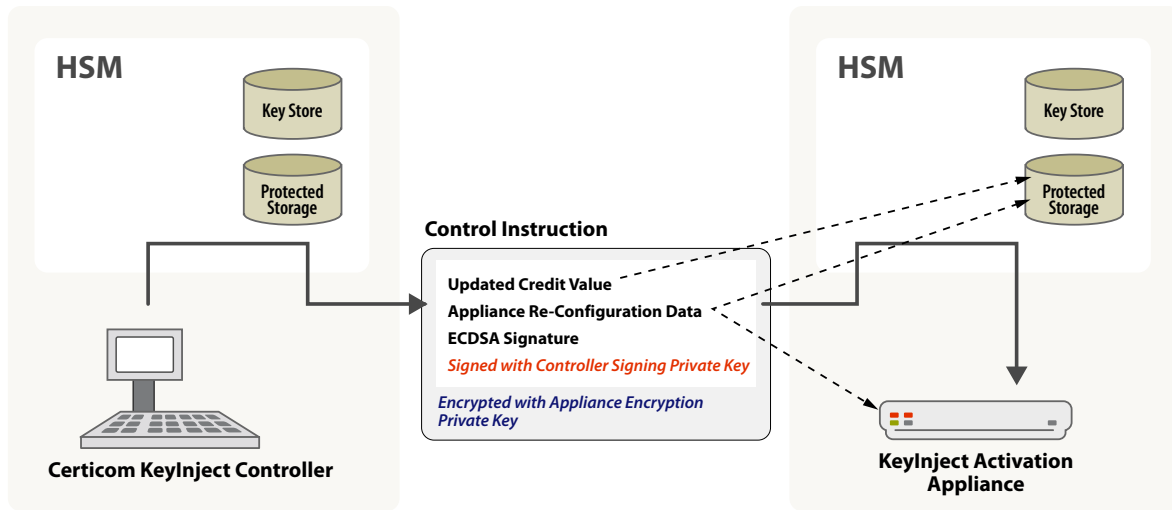 HSM
Key Store
Protected
Storage
Certicom KeyInject Controller
Control Instruction
Updated Credit Value
Appliance Re-Configuration Data
ECDSA Signature
Signed with Controller Signing Private Key
Encrypted with Appliance Encryption
Private Key
HSM
Key Store
Protected
Storage
KeyInject Activation
Appliance